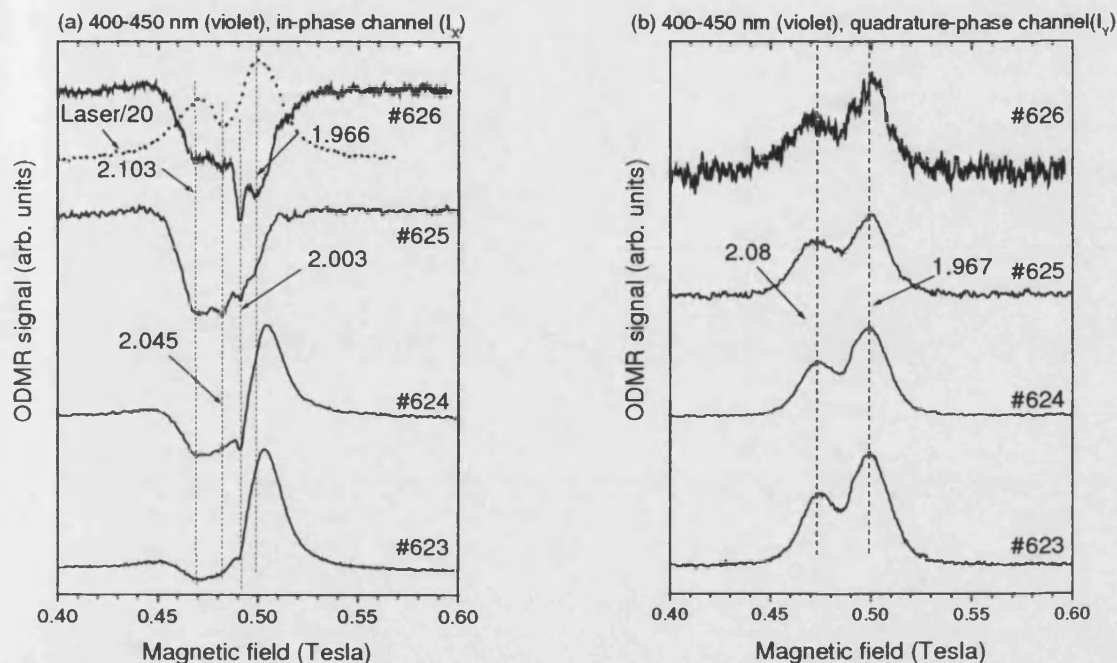 (a) 400-450 nm (violet), in-phase channel (I_X)
ODMR signal (arb. units)
Laser/20
2.103
#626
1.966
#625
2.003
2.045
#624
#623
0.40 0.45 0.50 0.55 0.60
Magnetic field (Tesla)
(b) 400-450 nm (violet), quadrature-phase channel(I_Y)
ODMR signal (arb. units)
#626
2.08
#625
1.967
#624
#623
0.40 0.45 0.50 0.55 0.60
Magnetic field (Tesla)